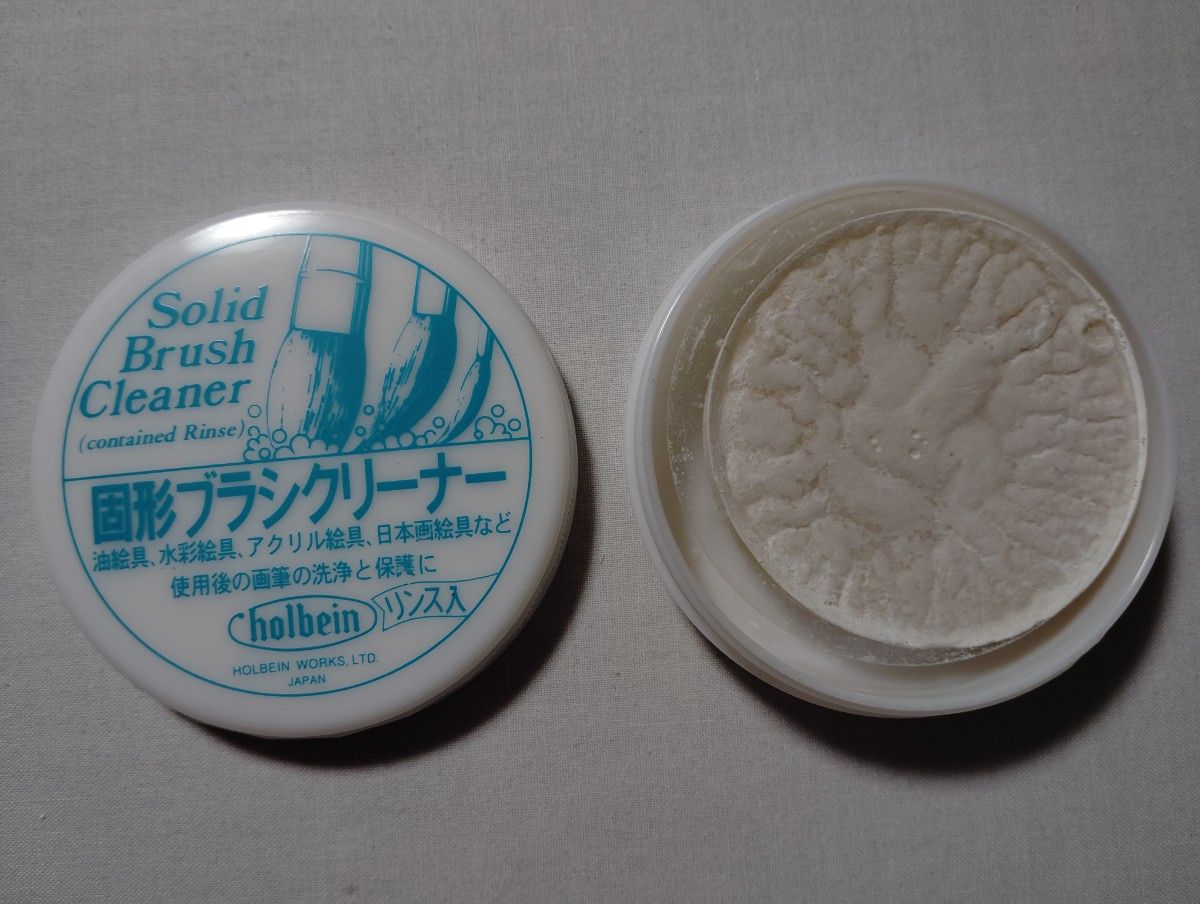 Solid
Brush
Cleaner
(contained Rinse)
固形ブラシクリーナー
油絵具、水彩絵具、アクリル絵具、日本画絵具など
使用後の画筆の洗浄と保護に
holbein リンス入
HOLBEIN WORKS, LTD.
JAPAN